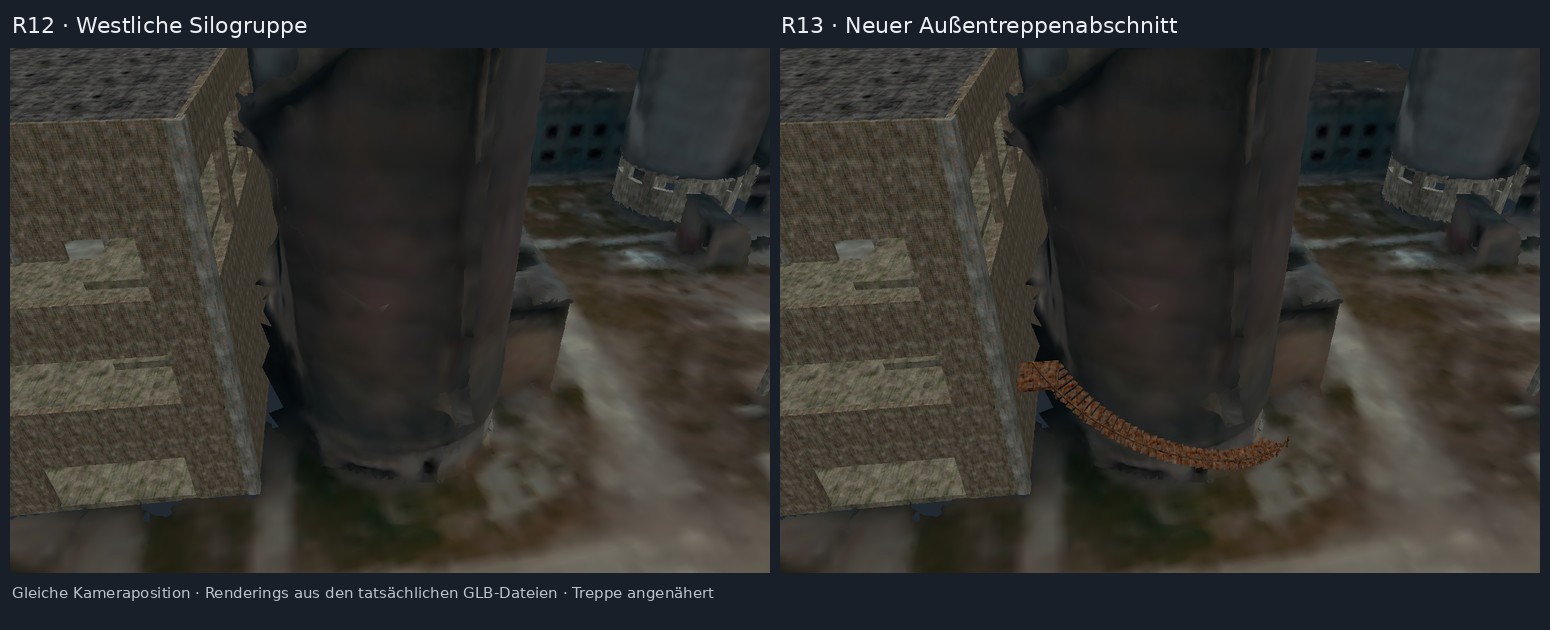 R12 · Westliche Silogruppe
R13 · Neuer Außentreppenabschnitt
Gleiche Kameraposition · Renderings aus den tatsächlichen GLB-Dateien · Treppe angenähert